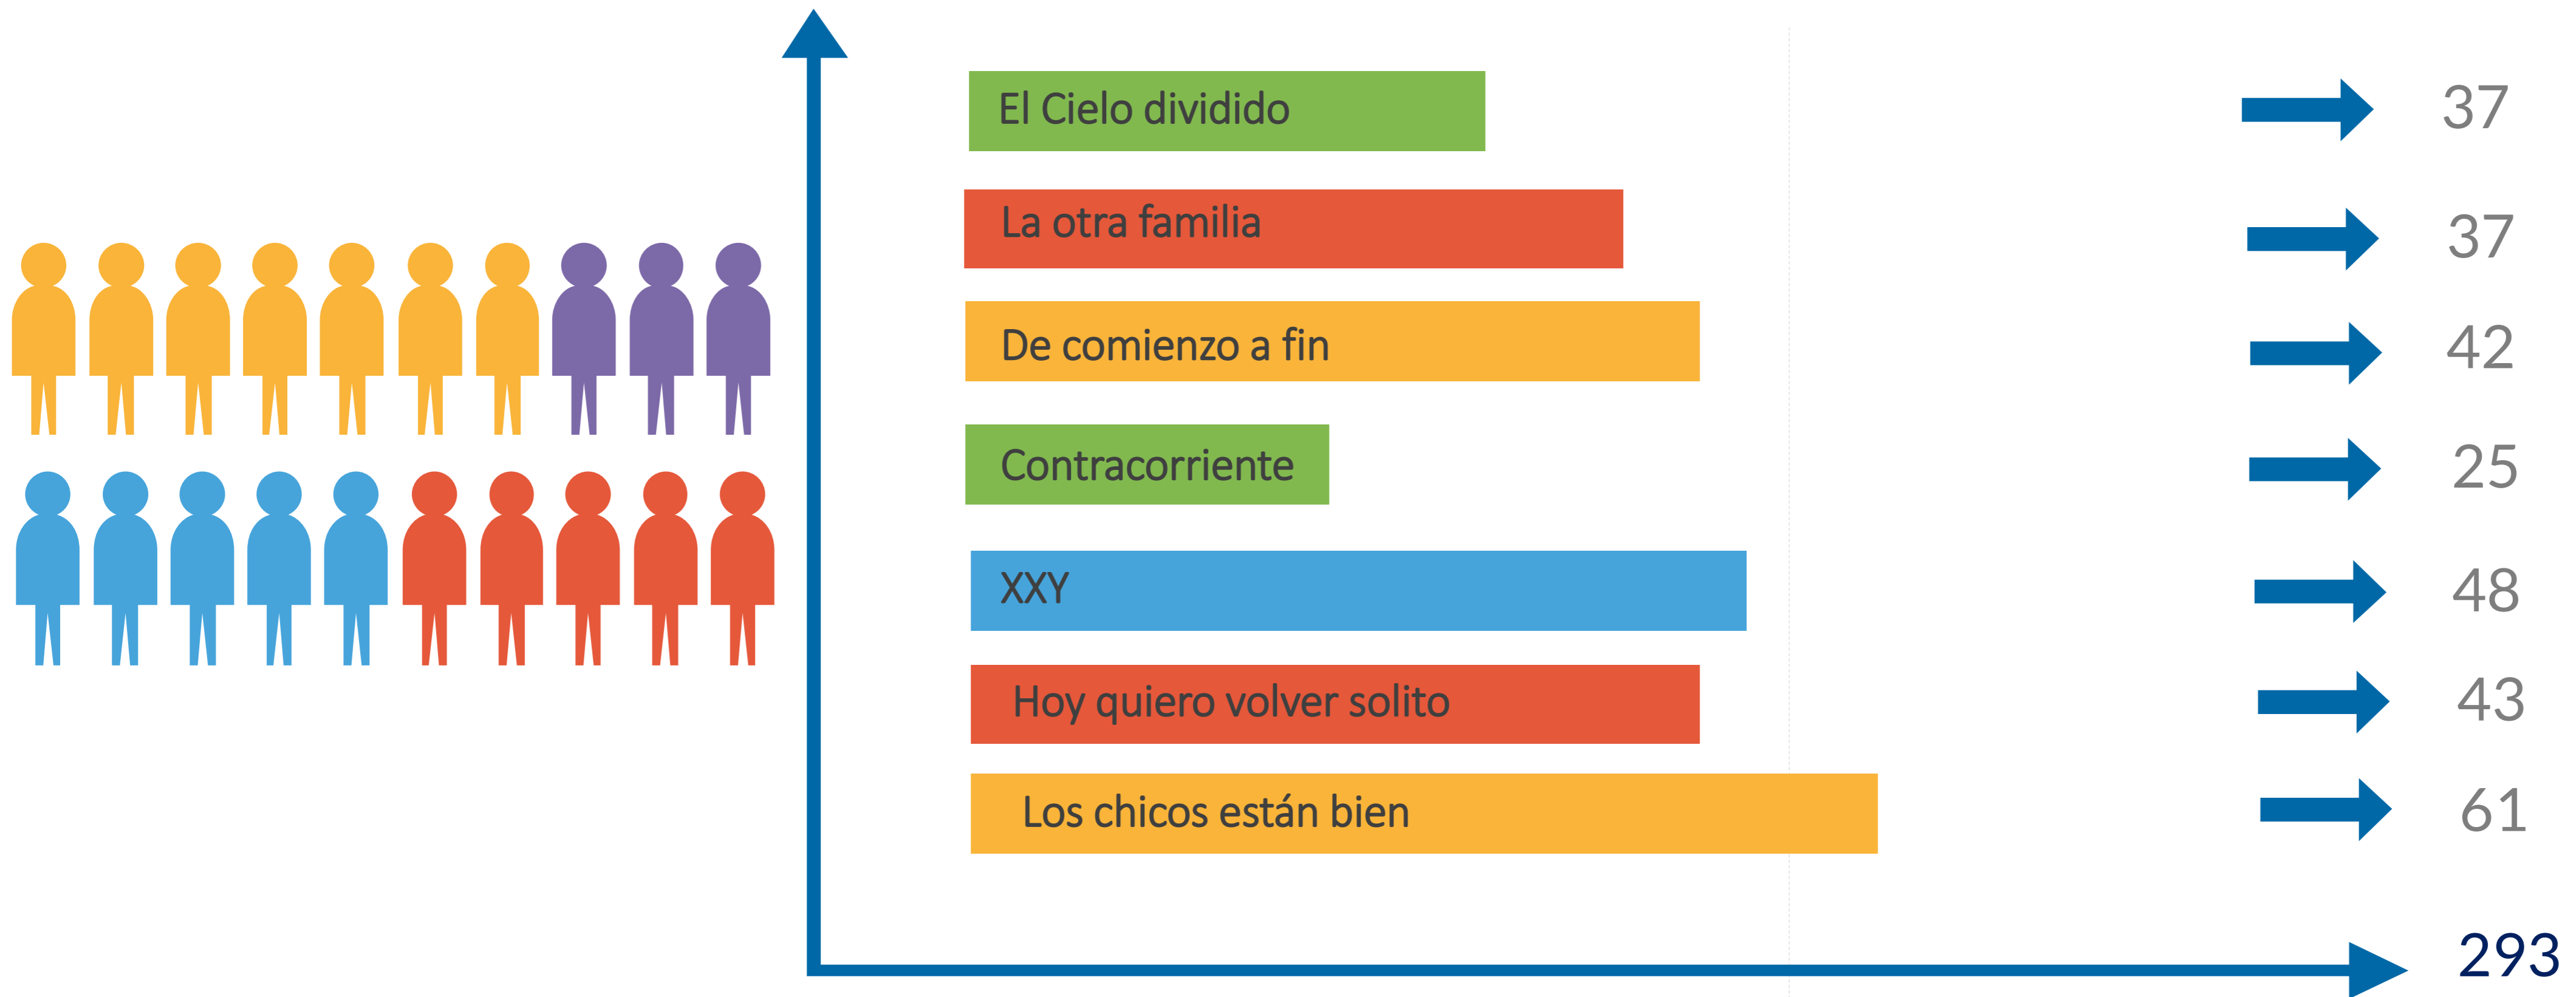 El Cielo dividido 37
La otra familia 37
De comienzo a fin 42
Contracorriente 25
XXY 48
Hoy quiero volver solito 43
Los chicos están bien 61
293